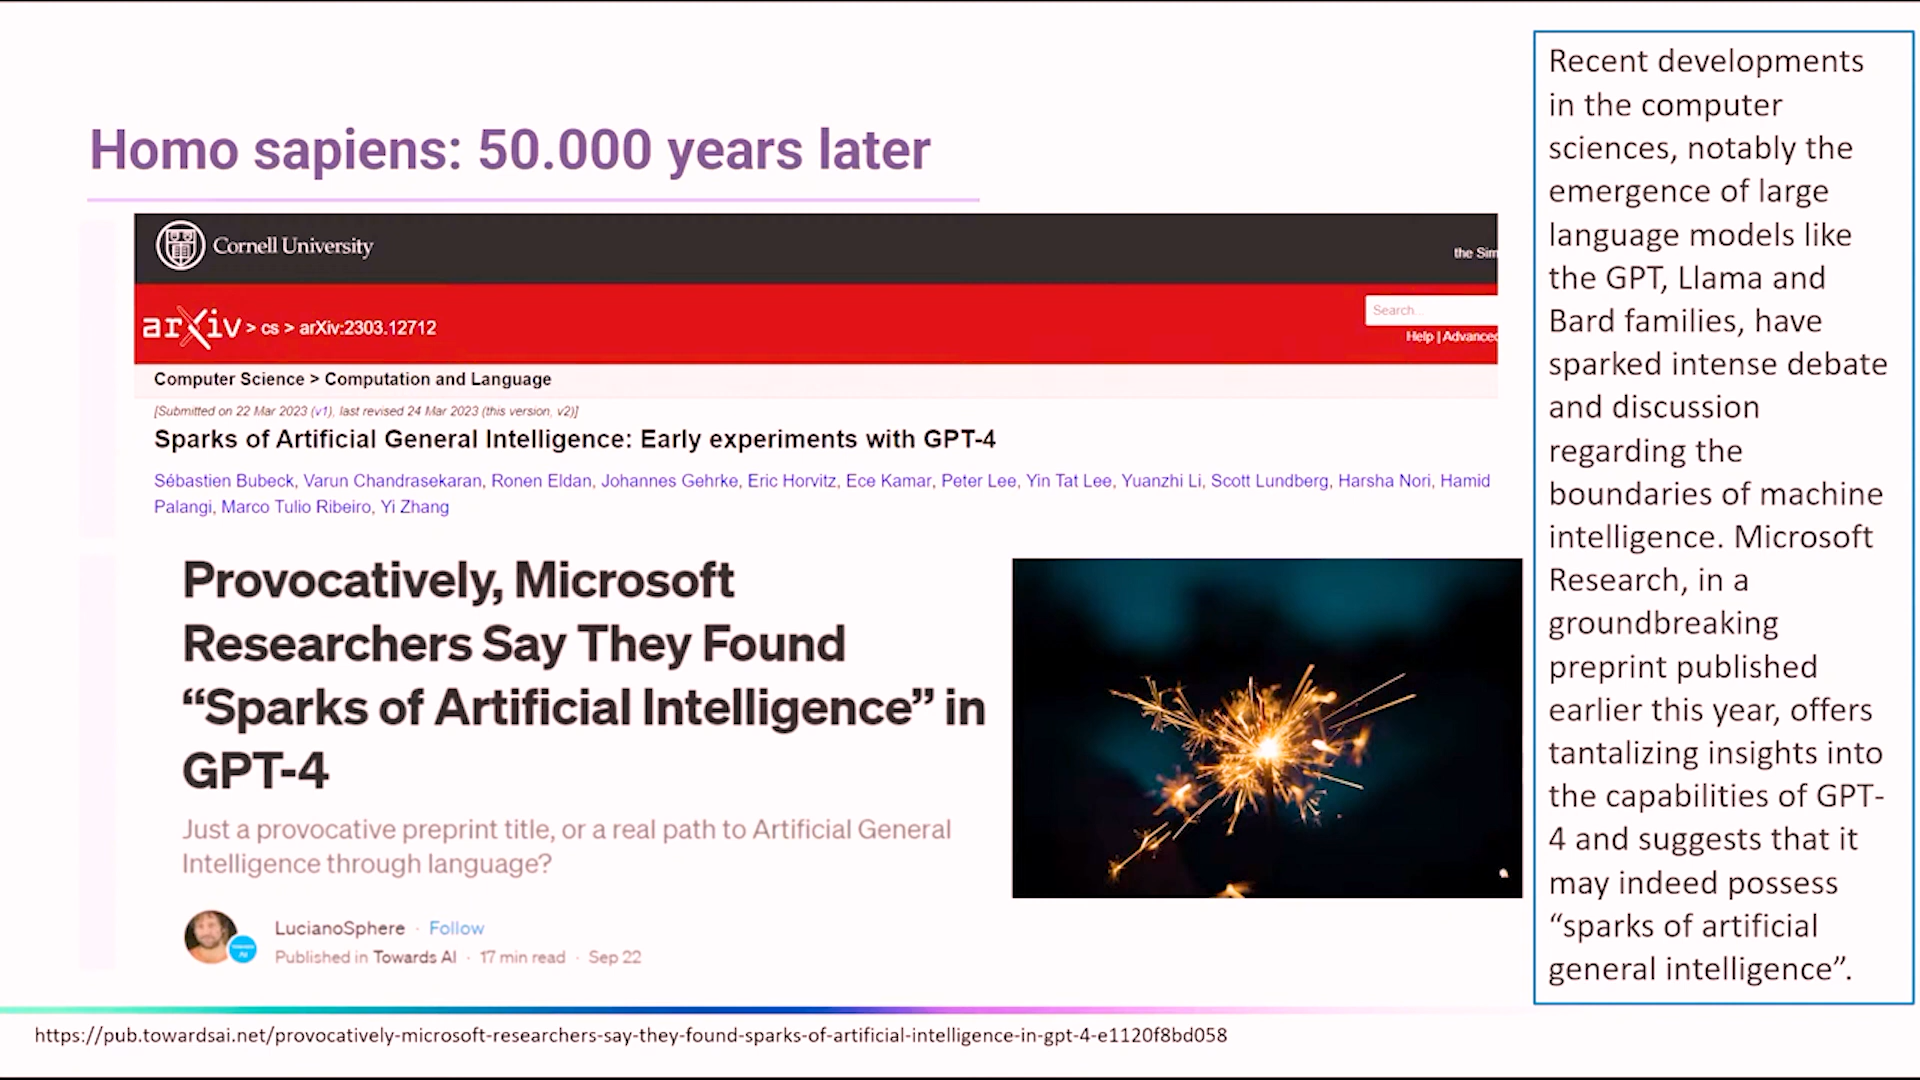 Homo sapiens: 50.000 years later
Cornell University
the Sim
arXiv > cs > arXiv:2303.12712
Search...
Help | Advanced
Computer Science > Computation and Language
[Submitted on 22 Mar 2023 (v1), last revised 24 Mar 2023 (this version, v2)]
Sparks of Artificial General Intelligence: Early experiments with GPT-4
Sébastien Bubeck, Varun Chandrasekaran, Ronen Eldan, Johannes Gehrke, Eric Horvitz, Ece Kamar, Peter Lee, Yin Tat Lee, Yuanzhi Li, Scott Lundberg, Harsha Nori, Hamid
Palangi, Marco Tulio Ribeiro, Yi Zhang
Provocatively, Microsoft
Researchers Say They Found
“Sparks of Artificial Intelligence” in
GPT-4
Just a provocative preprint title, or a real path to Artificial General
Intelligence through language?
LucianoSphere · Follow
Published in Towards AI · 17 min read · Sep 22
Recent developments
in the computer
sciences, notably the
emergence of large
language models like
the GPT, Llama and
Bard families, have
sparked intense debate
and discussion
regarding the
boundaries of machine
intelligence. Microsoft
Research, in a
groundbreaking
preprint published
earlier this year, offers
tantalizing insights into
the capabilities of GPT-
4 and suggests that it
may indeed possess
“sparks of artificial
general intelligence”.
https://pub.towardsai.net/provocatively-microsoft-researchers-say-they-found-sparks-of-artificial-intelligence-in-gpt-4-e1120f8bd058